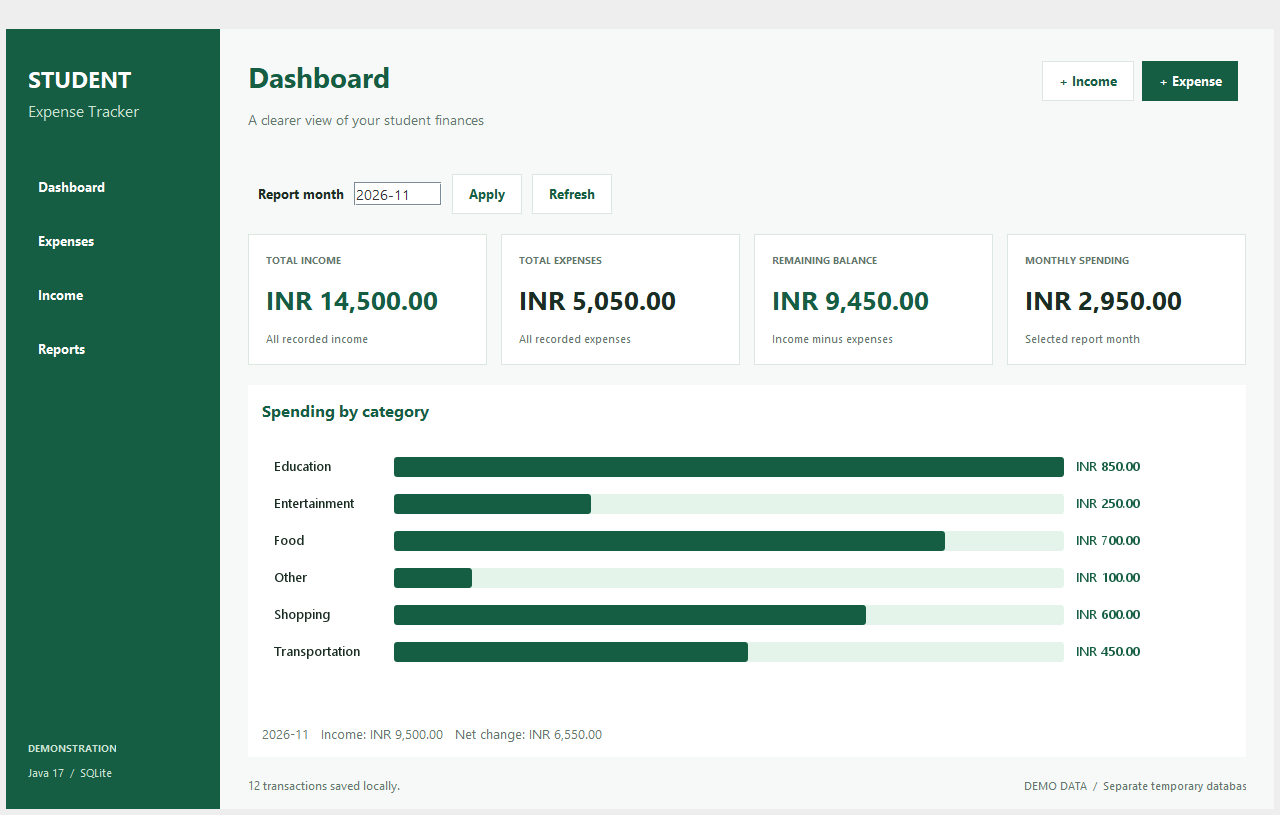 STUDENT
Expense Tracker
Dashboard
Expenses
Income
Reports
DEMONSTRATION
Java 17 / SQLite
Dashboard
+ Income
+ Expense
A clearer view of your student finances
Report month 2026-11 Apply Refresh
TOTAL INCOME
INR 14,500.00
All recorded income
TOTAL EXPENSES
INR 5,050.00
All recorded expenses
REMAINING BALANCE
INR 9,450.00
Income minus expenses
MONTHLY SPENDING
INR 2,950.00
Selected report month
Spending by category
Education INR 850.00
Entertainment INR 250.00
Food INR 700.00
Other INR 100.00
Shopping INR 600.00
Transportation INR 450.00
2026-11 Income: INR 9,500.00 Net change: INR 6,550.00
12 transactions saved locally.
DEMO DATA / Separate temporary databas